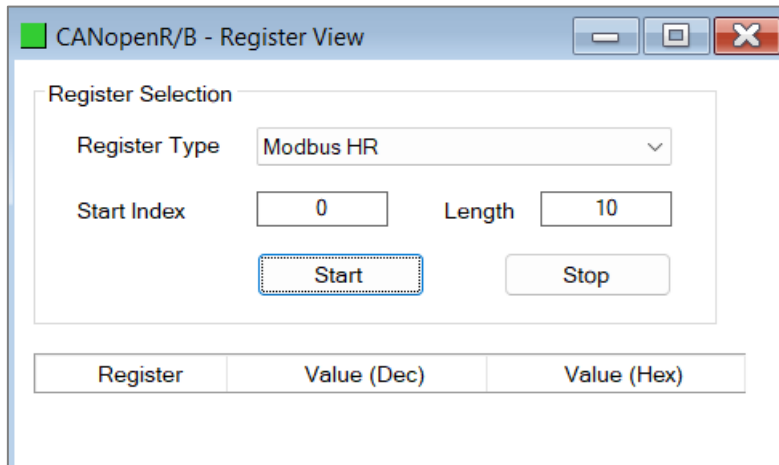 CANopenR/B - Register View
Register Selection
Register Type Modbus HR
Start Index 0 Length 10
Start Stop
Register Value (Dec) Value (Hex)